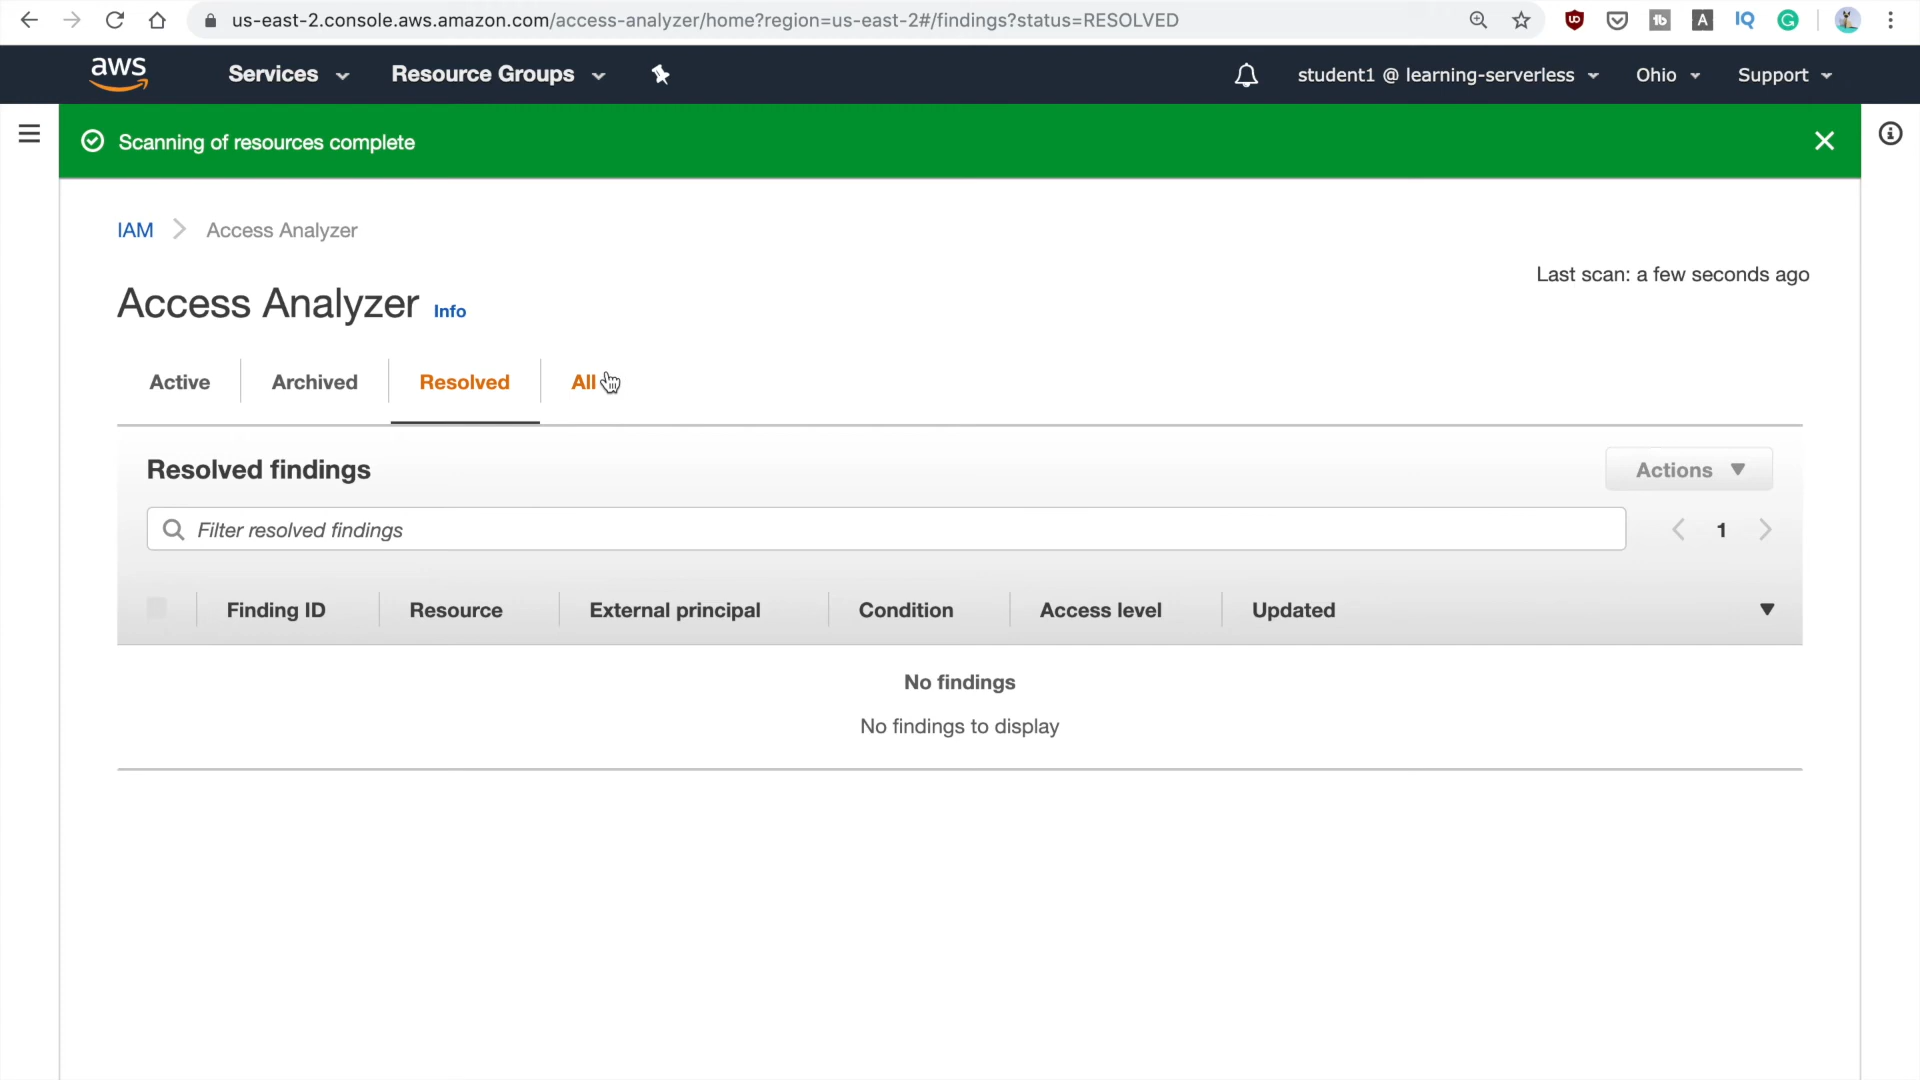 us-east-2.console.aws.amazon.com/access-analyzer/home?region=us-east-2#/findings?status=RESOLVED
aws Services Resource Groups student1 @ learning-serverless Ohio Support
Scanning of resources complete
IAM Access Analyzer
Last scan: a few seconds ago
Access Analyzer Info
Active Archived Resolved All
Resolved findings Actions
Filter resolved findings 1
Finding ID Resource External principal Condition Access level Updated
No findings
No findings to display